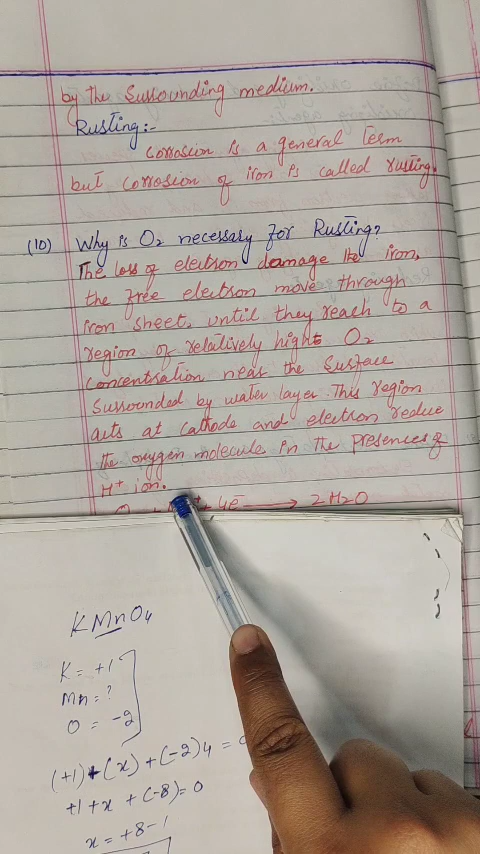 by the Surrounding medium.
Rusting:-
Corrosion is a general term
but corrosion of iron is called rusting.
(10) Why is O2 necessary for Rusting?
The loss of electron damage the iron,
the free electron move through
iron sheet, until they reach to a
region of relatively hight O2
Concentration near the Surface
Surrounded by water layer This region
acts at cathode and electron reduce
the oxygen molecule in the presences of
H+ ion.
+ 4e → 2H2O
KMnO4
K = +1
Mn = ?
O = -2
(+1) + (x) + (-2)4 =
+1 + x + (-8) = 0
x = +8 - 1